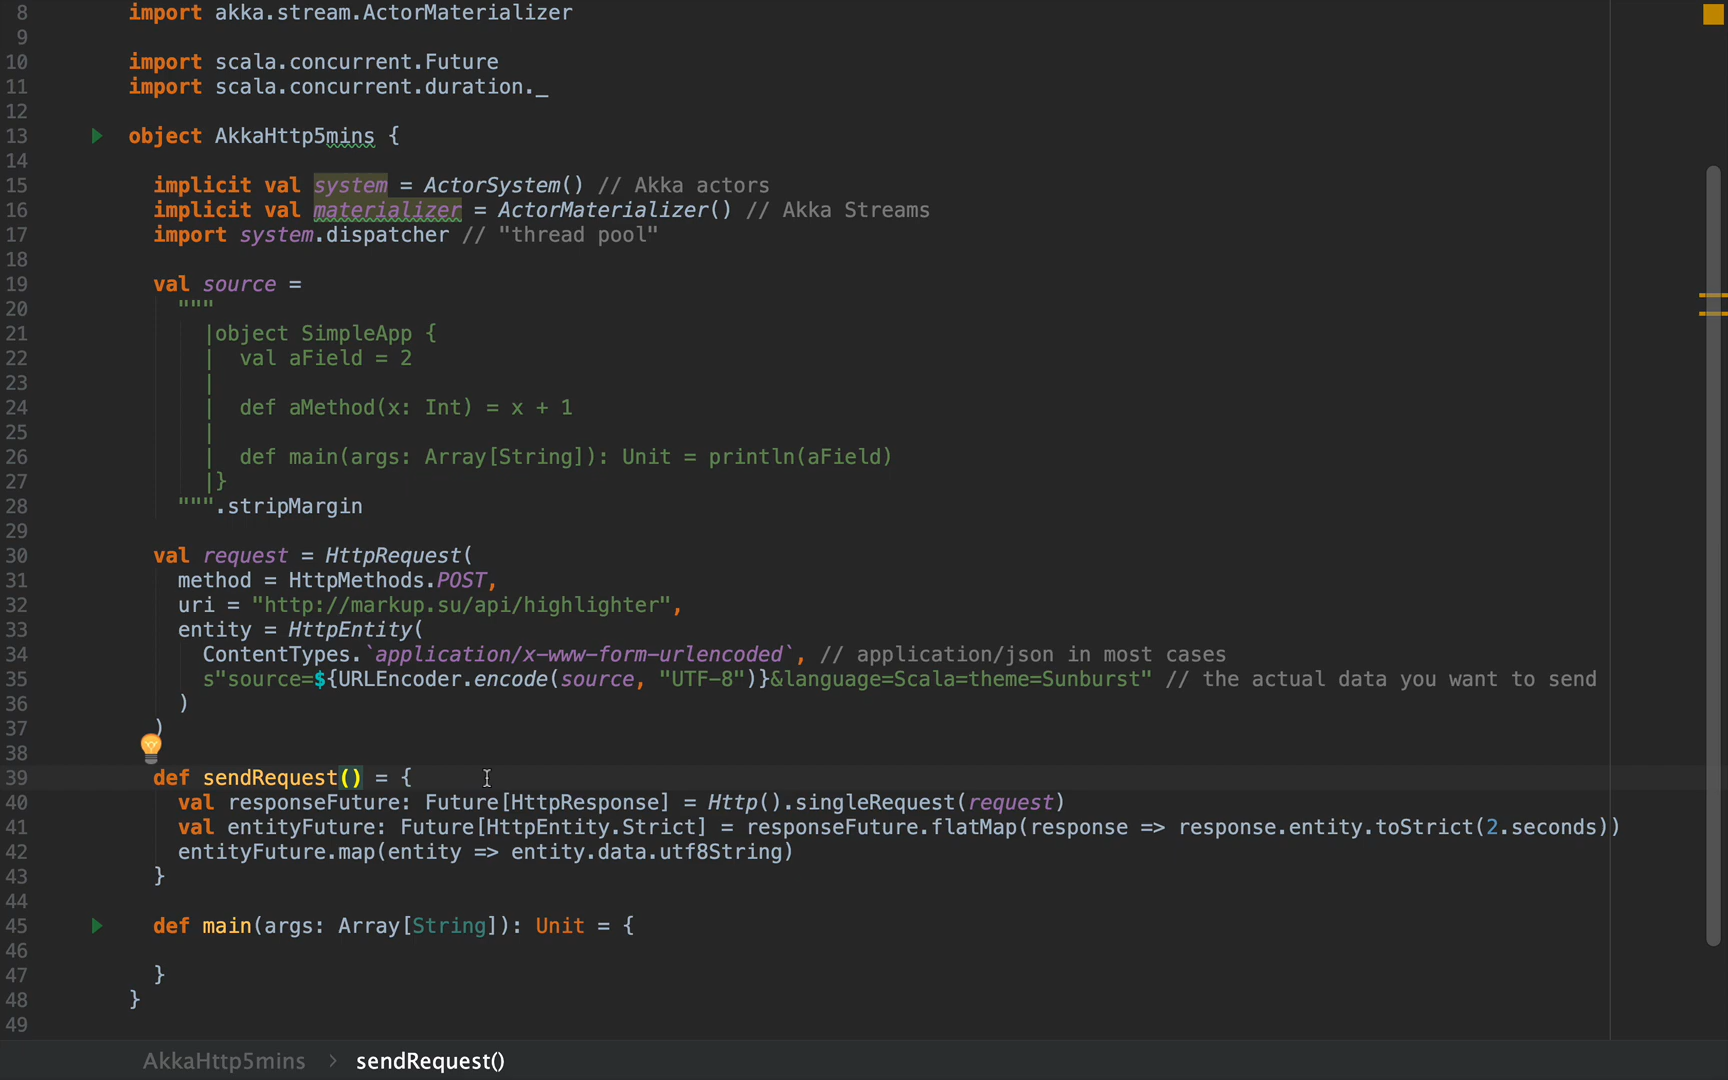 8 import akka.stream.ActorMaterializer
9
10 import scala.concurrent.Future
11 import scala.concurrent.duration._
12
13 object AkkaHttp5mins {
14
15 implicit val system = ActorSystem() // Akka actors
16 implicit val materializer = ActorMaterializer() // Akka Streams
17 import system.dispatcher // "thread pool"
18
19 val source =
20 """
21 |object SimpleApp {
22 |  val aField = 2
23 |
24 |  def aMethod(x: Int) = x + 1
25 |
26 |  def main(args: Array[String]): Unit = println(aField)
27 |}
28 """.stripMargin
29
30 val request = HttpRequest(
31 method = HttpMethods.POST,
32 uri = "http://markup.su/api/highlighter",
33 entity = HttpEntity(
34 ContentTypes.`application/x-www-form-urlencoded`, // application/json in most cases
35 s"source=${URLEncoder.encode(source, "UTF-8")}&language=Scala=theme=Sunburst" // the actual data you want to send
36 )
37 )
38
39 def sendRequest() = {
40 val responseFuture: Future[HttpResponse] = Http().singleRequest(request)
41 val entityFuture: Future[HttpEntity.Strict] = responseFuture.flatMap(response => response.entity.toStrict(2.seconds))
42 entityFuture.map(entity => entity.data.utf8String)
43 }
44
45 def main(args: Array[String]): Unit = {
46
47 }
48 }
49
AkkaHttp5mins > sendRequest()